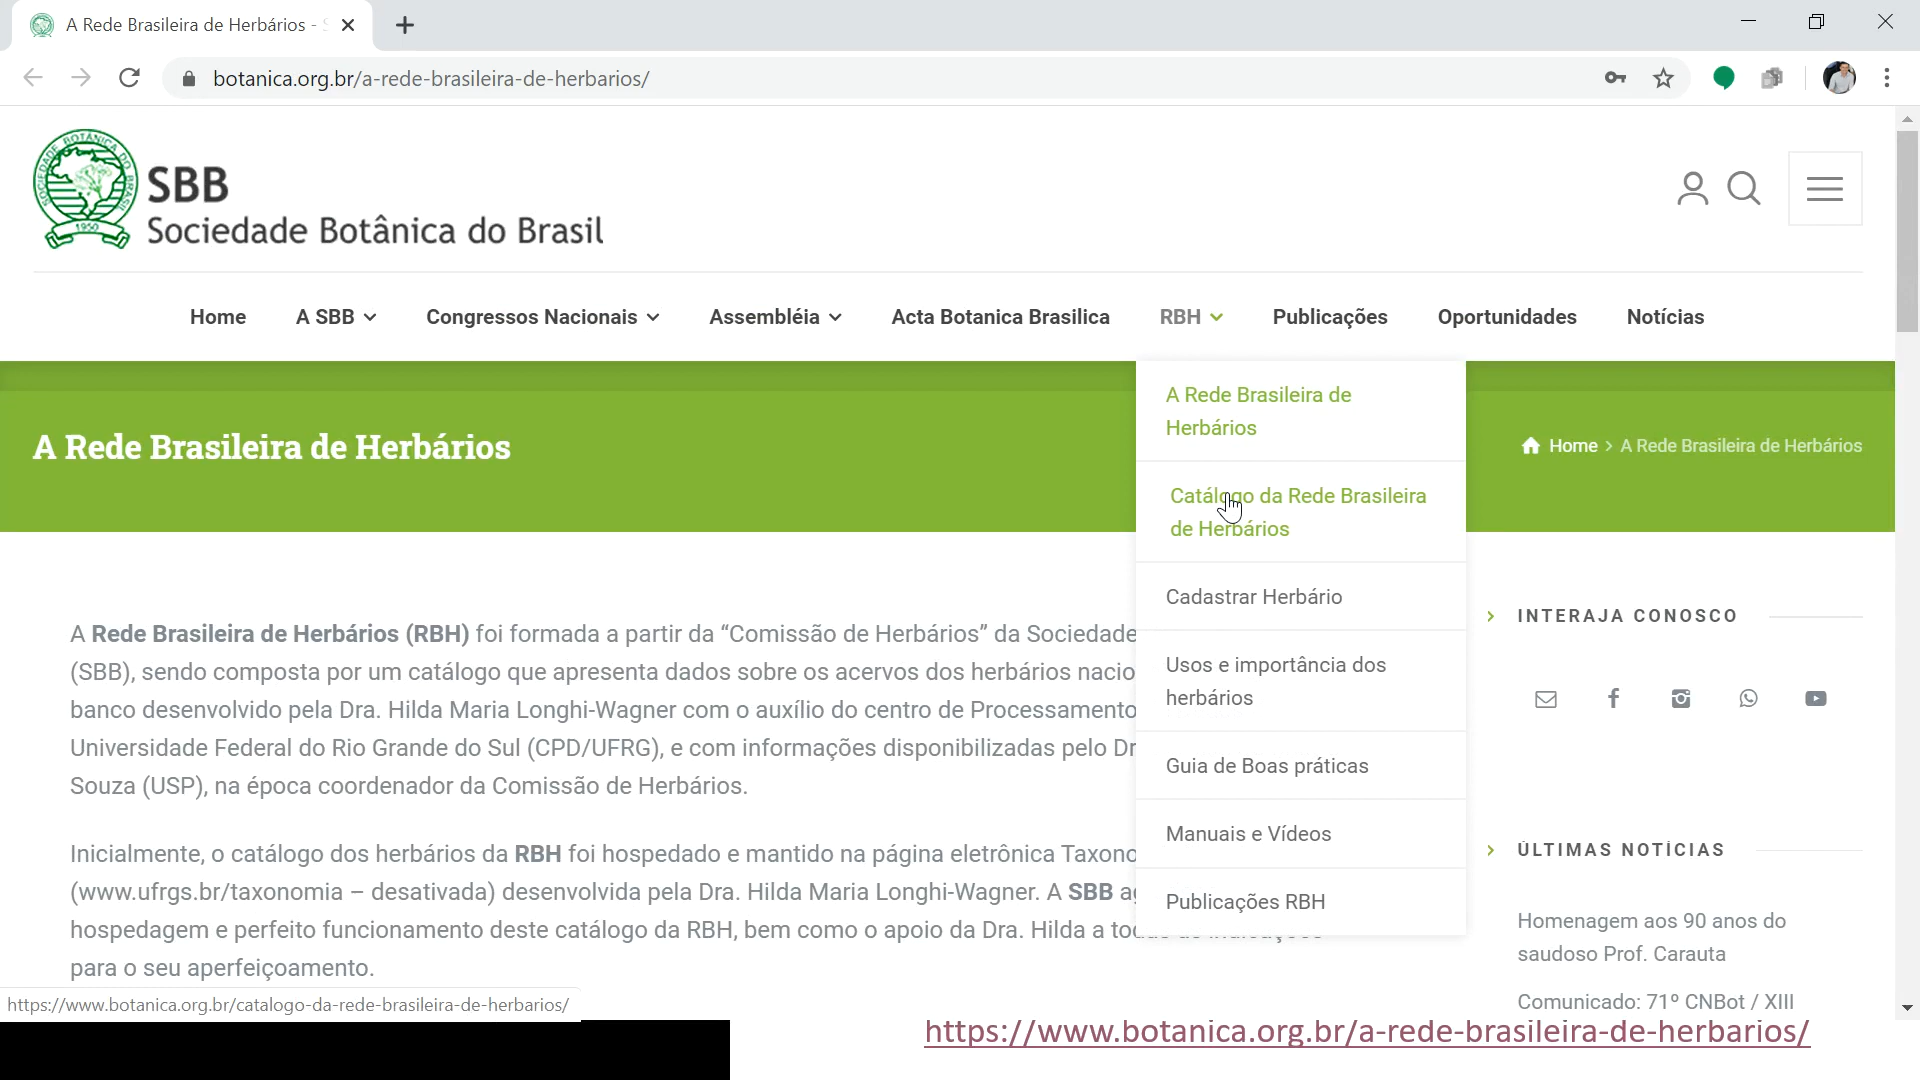 A Rede Brasileira de Herbários -
botanica.org.br/a-rede-brasileira-de-herbarios/
SOCIEDADE BOTÂNICA DO BRASIL
1950
SBB
Sociedade Botânica do Brasil
Home A SBB Congressos Nacionais Assembléia Acta Botanica Brasilica RBH Publicações Oportunidades Notícias
A Rede Brasileira de Herbários
Home > A Rede Brasileira de Herbários
A Rede Brasileira de
Herbários
Catálogo da Rede Brasileira
de Herbários
Cadastrar Herbário
Usos e importância dos
herbários
Guia de Boas práticas
Manuais e Vídeos
Publicações RBH
A Rede Brasileira de Herbários (RBH) foi formada a partir da “Comissão de Herbários” da Sociedade
(SBB), sendo composta por um catálogo que apresenta dados sobre os acervos dos herbários
banco desenvolvido pela Dra. Hilda Maria Longhi-Wagner com o auxílio do centro de Processamento
Universidade Federal do Rio Grande do Sul (CPD/UFRG), e com informações disponibilizadas pelo
Souza (USP), na época coordenador da Comissão de Herbários.
Inicialmente, o catálogo dos herbários da RBH foi hospedado e mantido na página eletrônica
(www.ufrgs.br/taxonomia – desativada) desenvolvida pela Dra. Hilda Maria Longhi-Wagner. A SBB
hospedagem e perfeito funcionamento deste catálogo da RBH, bem como o apoio da Dra. Hilda a
para o seu aperfeiçoamento.
INTERAJA CONOSCO
ÚLTIMAS NOTÍCIAS
Homenagem aos 90 anos do
saudoso Prof. Carauta
Comunicado: 71º CNBot / XIII
https://www.botanica.org.br/catalogo-da-rede-brasileira-de-herbarios/
https://www.botanica.org.br/a-rede-brasileira-de-herbarios/